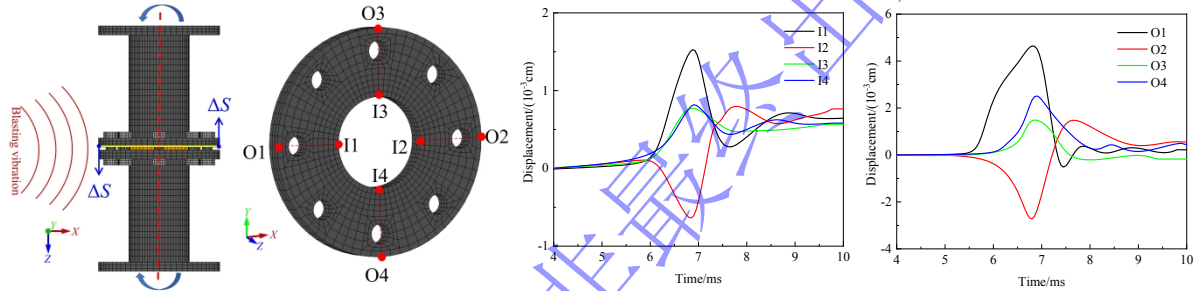 Blasting vibration
ΔS
ΔS
Y
X
Z
O3
O1
I1
I3
I2
O2
I4
O4
Y
X
Z
Displacement/(10⁻³cm)
2
1
0
-1
4 5 6 7 8 9 10
Time/ms
I1
I2
I3
I4
Displacement/(10⁻³cm)
6
4
2
0
-2
-4
4 5 6 7 8 9 10
Time/ms
O1
O2
O3
O4